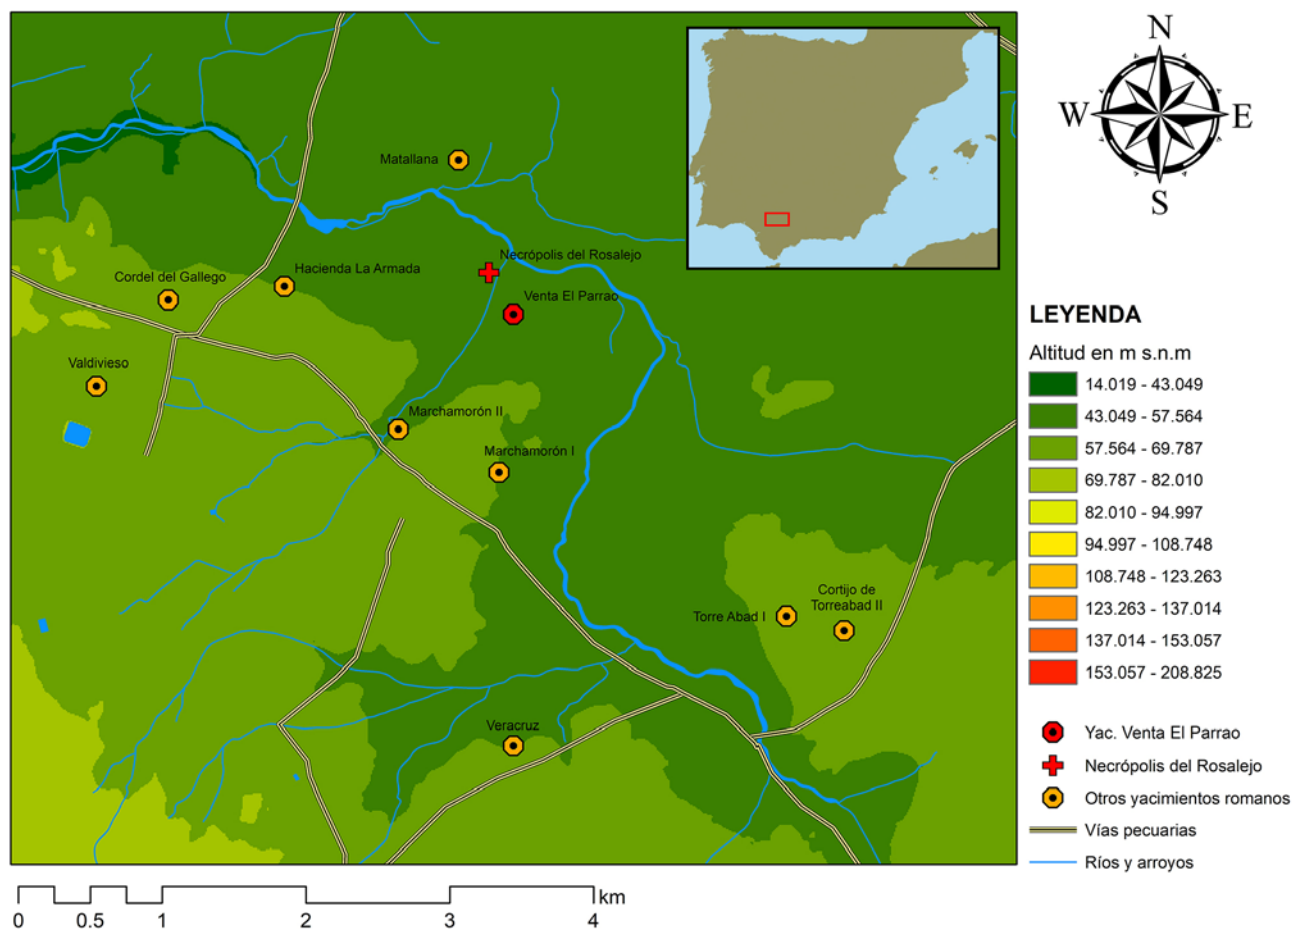 N
W
E
S
Matallana
Necrópolis del Rosalejo
Hacienda La Armada
Cordel del Gallego
Venta El Parrao
Valdivieso
Marchamorón II
Marchamorón I
Cortijo de
Torreabad II
Torre Abad I
Veracruz
LEYENDA
Altitud en m s.n.m
14.019 - 43.049
43.049 - 57.564
57.564 - 69.787
69.787 - 82.010
82.010 - 94.997
94.997 - 108.748
108.748 - 123.263
123.263 - 137.014
137.014 - 153.057
153.057 - 208.825
Yac. Venta El Parrao
Necrópolis del Rosalejo
Otros yacimientos romanos
Vías pecuarias
Ríos y arroyos
km
0 0.5 1 2 3 4